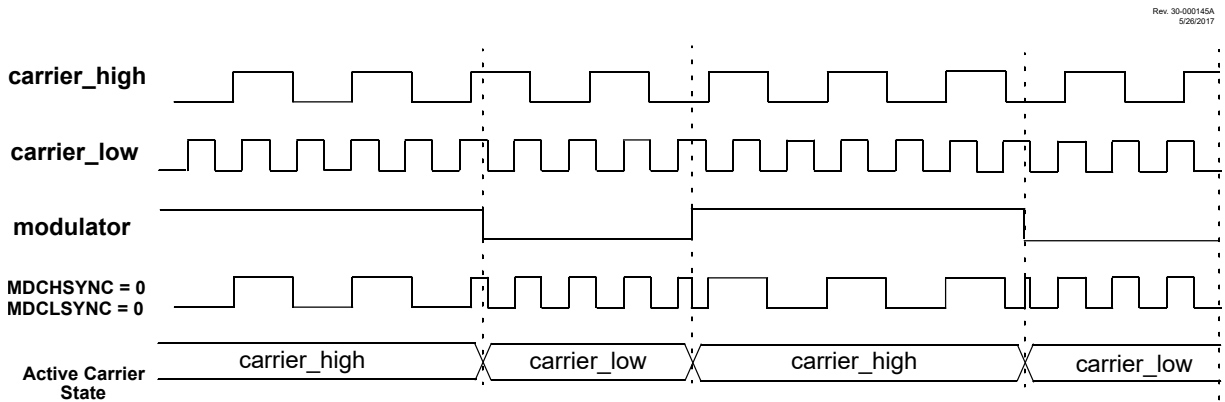 Rev. 30-000145A
5/26/2017
carrier_high
carrier_low
modulator
MDCHSYNC = 0
MDCLSYNC = 0
Active Carrier
State
carrier_high
carrier_low
carrier_high
carrier_low